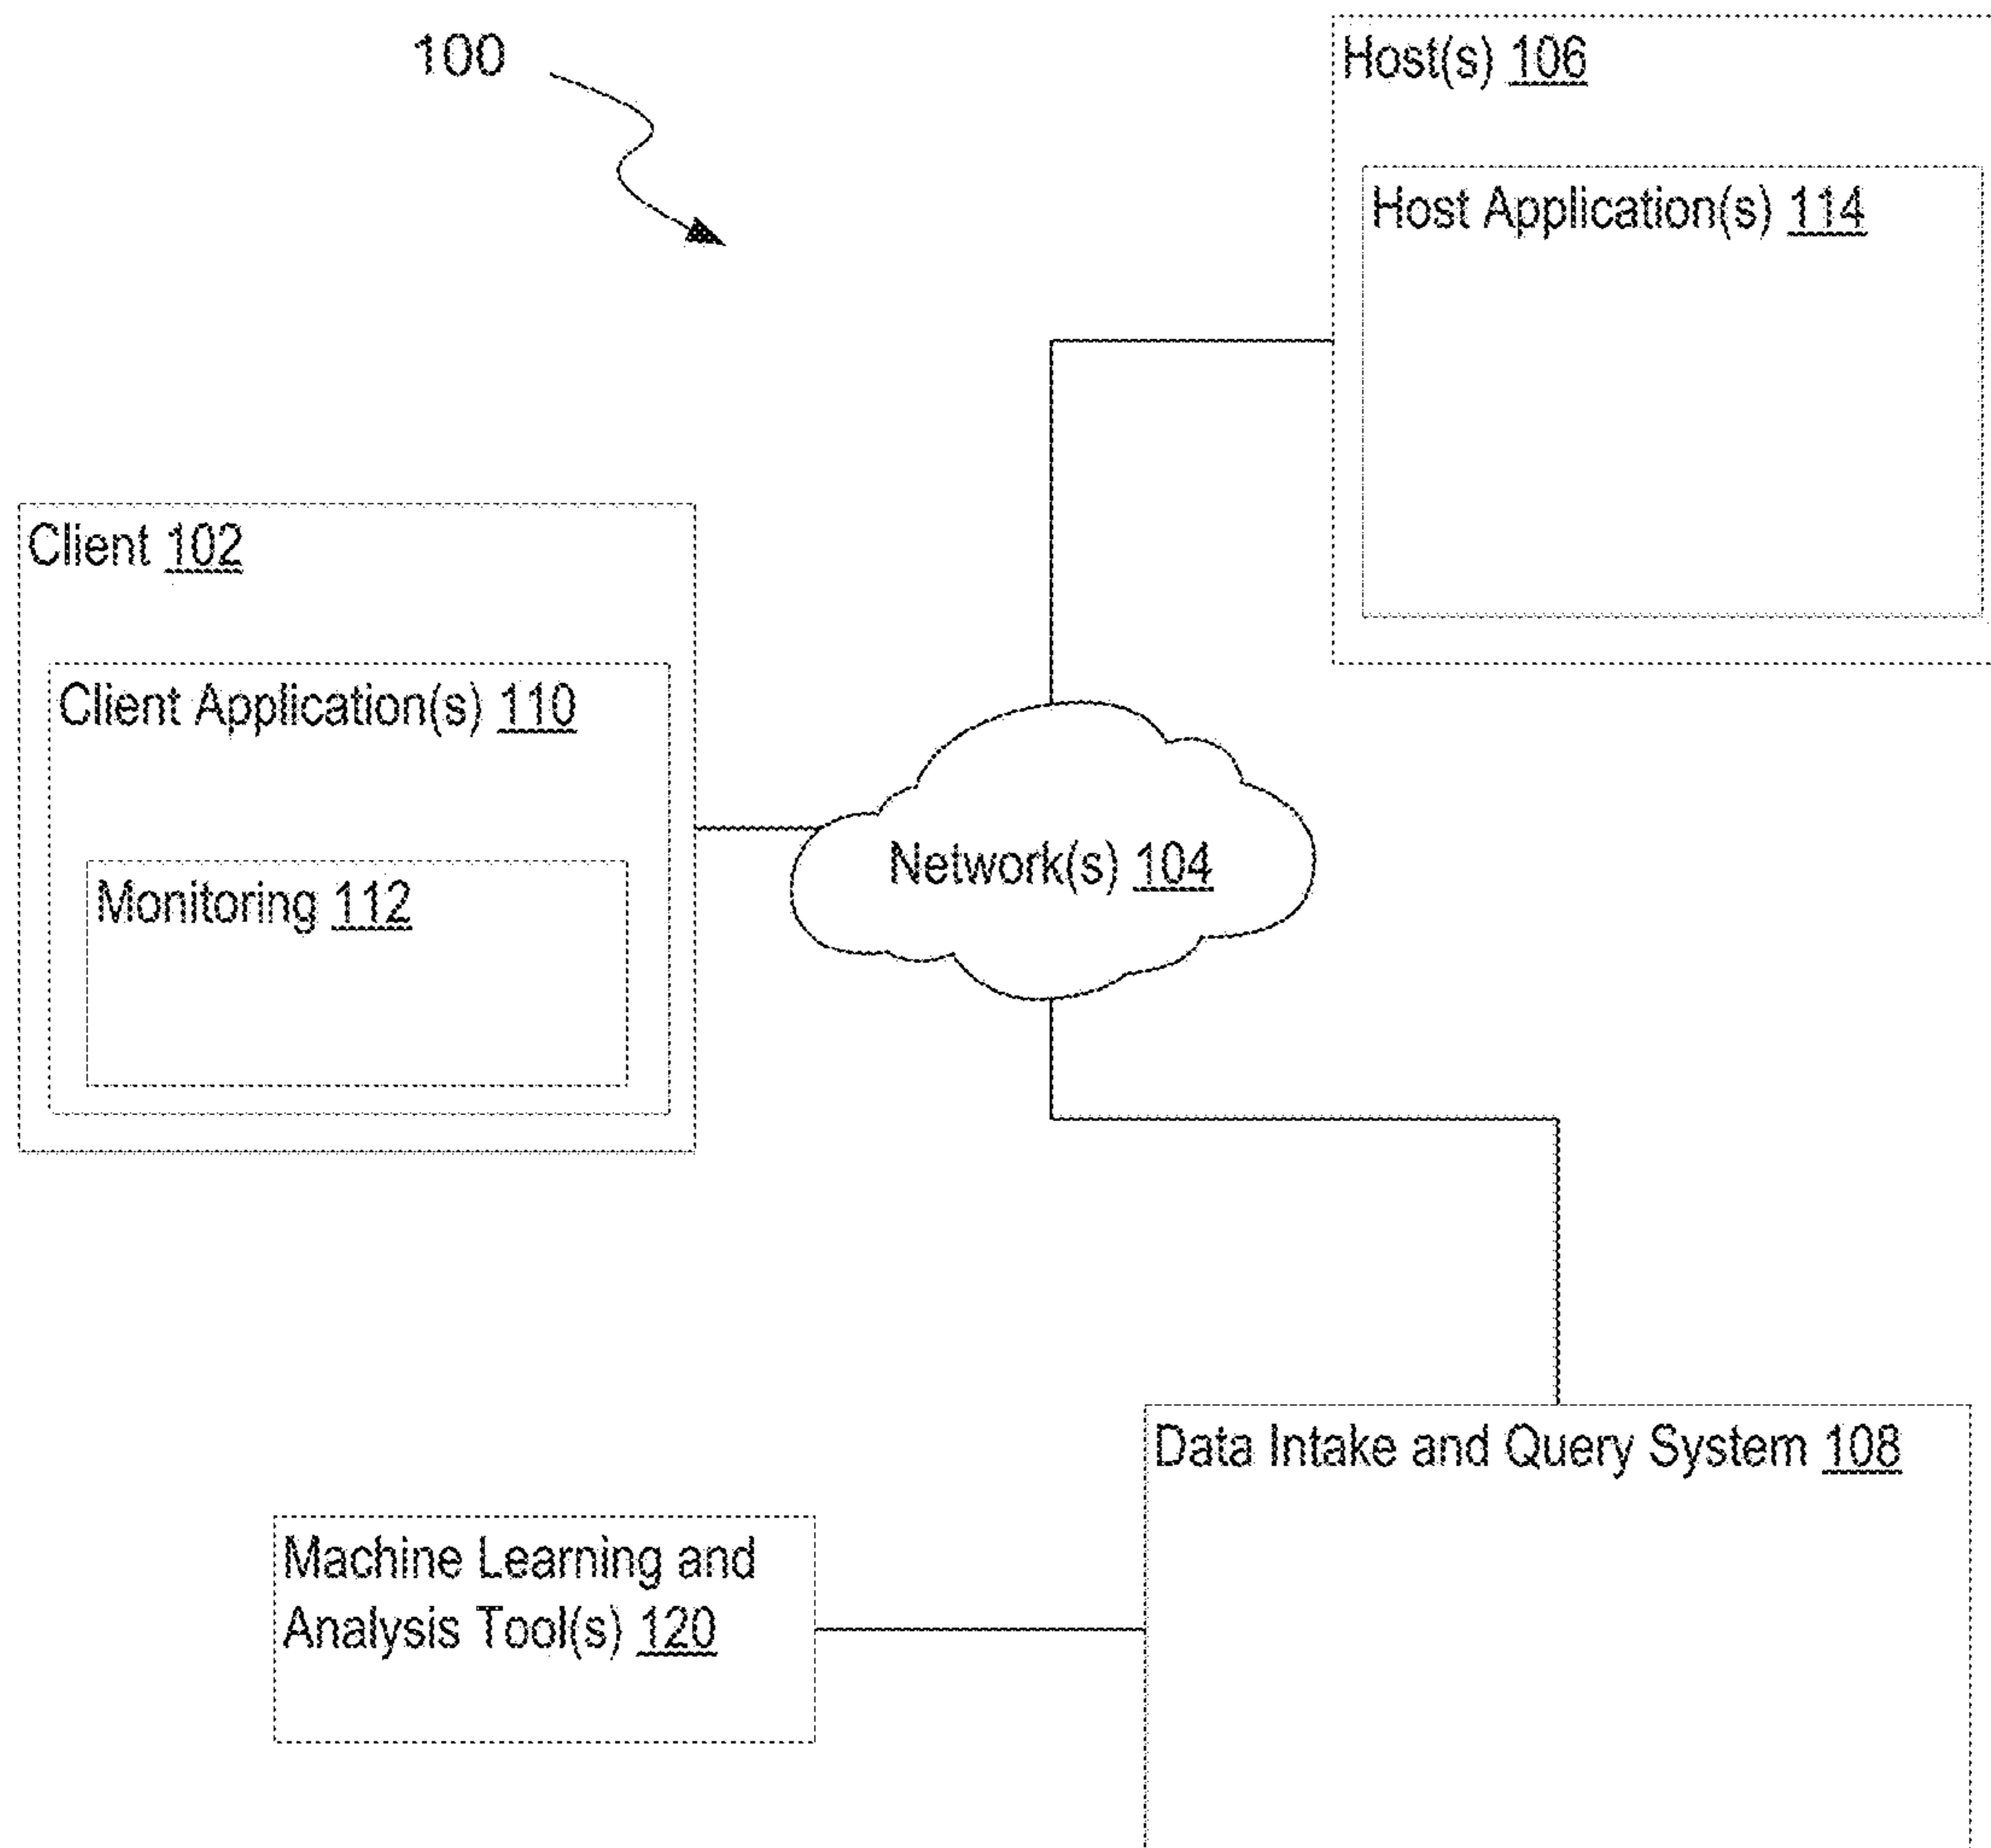 100
Host(s) 106
Host Application(s) 114
Client 102
Client Application(s) 110
Monitoring 112
Network(s) 104
Data Intake and Query System 108
Machine Learning and
Analysis Tool(s) 120